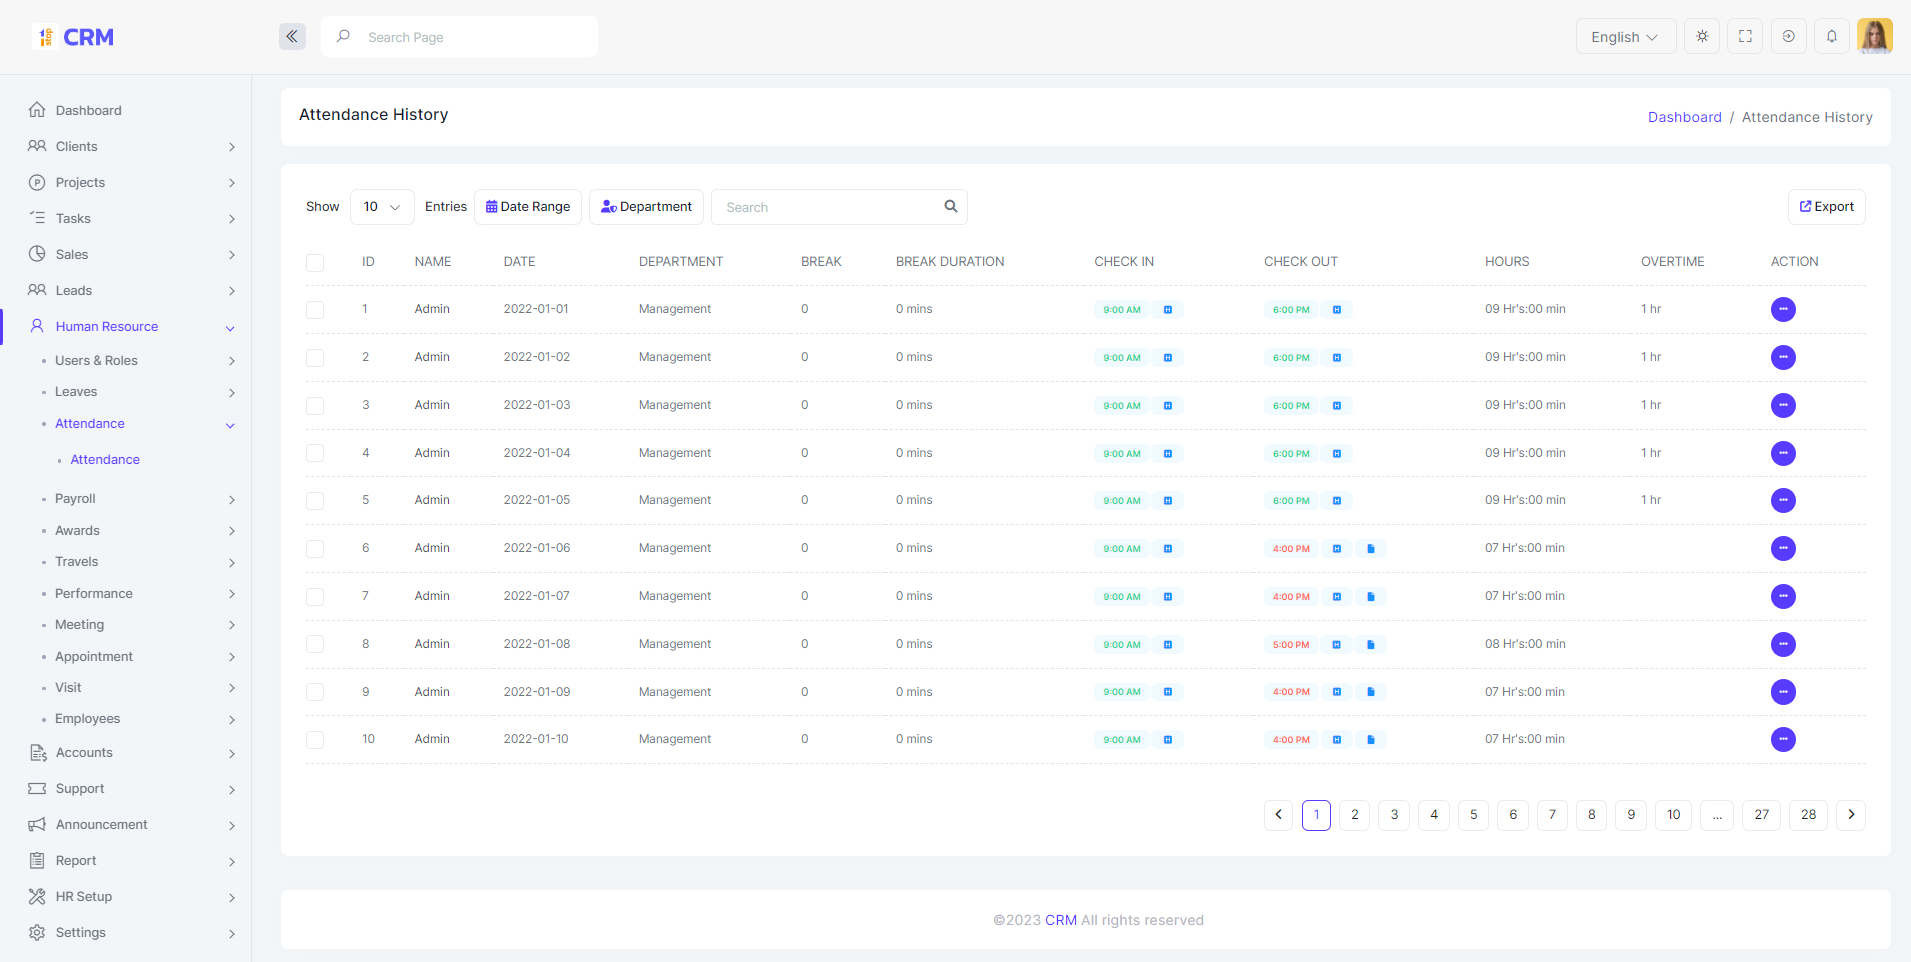 1 stop CRM
Search Page
English
Dashboard
Clients
Projects
Tasks
Sales
Leads
Human Resource
Users & Roles
Leaves
Attendance
Attendance
Payroll
Awards
Travels
Performance
Meeting
Appointment
Visit
Employees
Accounts
Support
Announcement
Report
HR Setup
Settings
Attendance History
Dashboard / Attendance History
Show 10 Entries Date Range Department Search Export
ID NAME DATE DEPARTMENT BREAK BREAK DURATION CHECK IN CHECK OUT HOURS OVERTIME ACTION
1 Admin 2022-01-01 Management 0 0 mins 9:00 AM H 6:00 PM H 09 Hr's:00 min 1 hr
2 Admin 2022-01-02 Management 0 0 mins 9:00 AM H 6:00 PM H 09 Hr's:00 min 1 hr
3 Admin 2022-01-03 Management 0 0 mins 9:00 AM H 6:00 PM H 09 Hr's:00 min 1 hr
4 Admin 2022-01-04 Management 0 0 mins 9:00 AM H 6:00 PM H 09 Hr's:00 min 1 hr
5 Admin 2022-01-05 Management 0 0 mins 9:00 AM H 6:00 PM H 09 Hr's:00 min 1 hr
6 Admin 2022-01-06 Management 0 0 mins 9:00 AM H 4:00 PM H 07 Hr's:00 min
7 Admin 2022-01-07 Management 0 0 mins 9:00 AM H 4:00 PM H 07 Hr's:00 min
8 Admin 2022-01-08 Management 0 0 mins 9:00 AM H 5:00 PM H 08 Hr's:00 min
9 Admin 2022-01-09 Management 0 0 mins 9:00 AM H 4:00 PM H 07 Hr's:00 min
10 Admin 2022-01-10 Management 0 0 mins 9:00 AM H 4:00 PM H 07 Hr's:00 min
1 2 3 4 5 6 7 8 9 10 ... 27 28
©2023 CRM All rights reserved